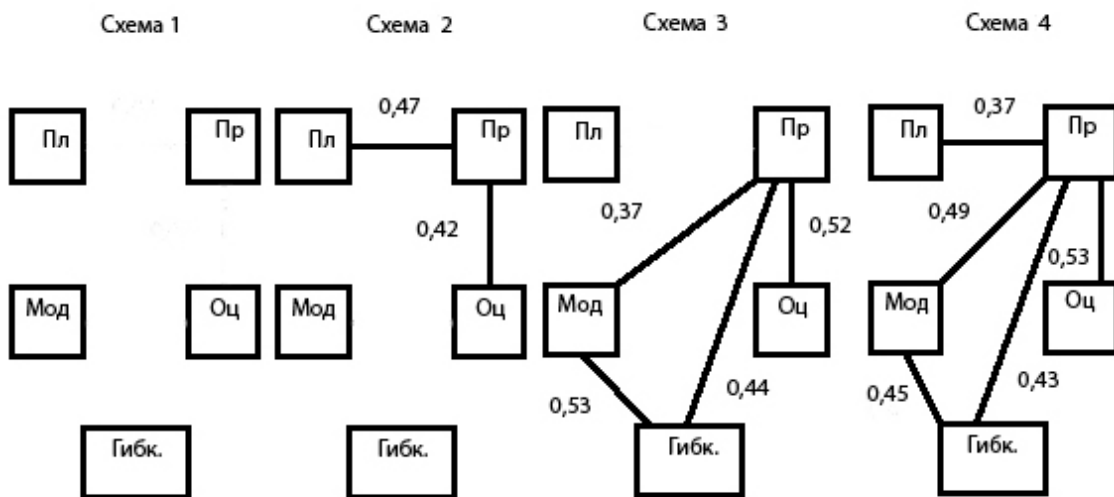 Схема 1
Схема 2
Схема 3
Схема 4
Пл
Пр
Мод
Оц
Гибк.
Пл
0,47
Пр
0,42
Мод
Оц
Гибк.
Пл
Пр
0,37
0,52
Мод
Оц
0,53
0,44
Гибк.
Пл
0,37
Пр
0,49
0,53
Мод
Оц
0,45
0,43
Гибк.